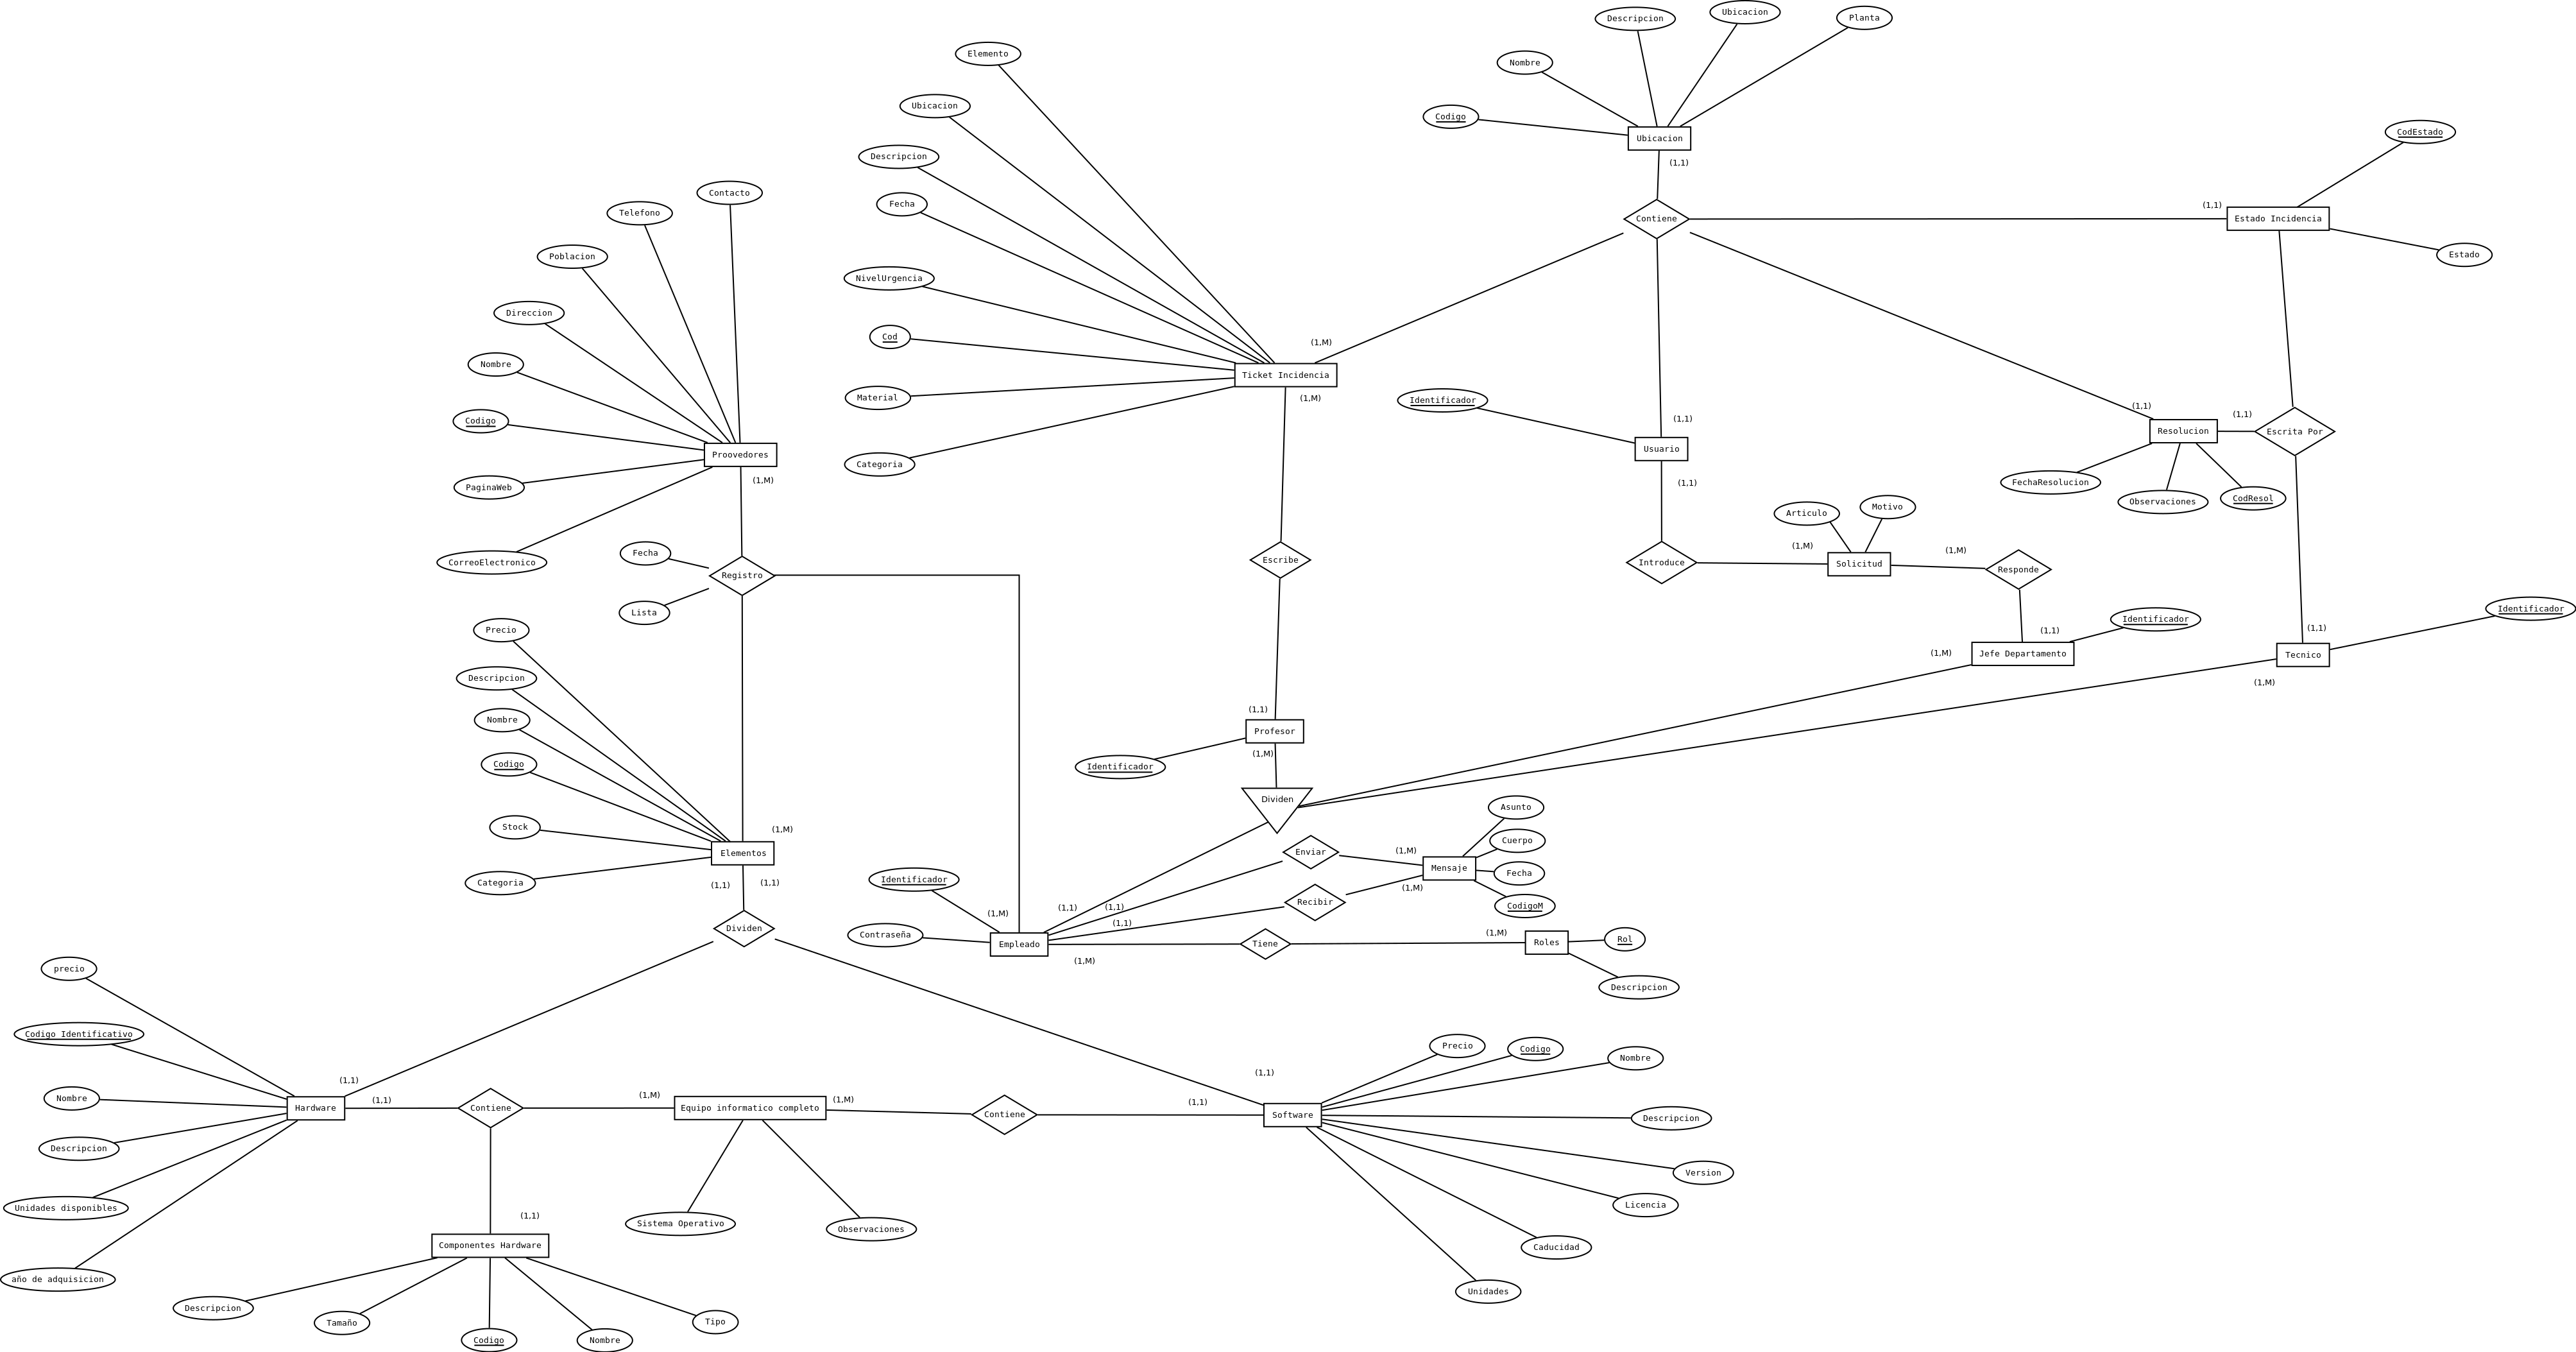 Descripcion
Ubicacion
Planta
Elemento
Nombre
Ubicacion
Codigo
CodEstado
Ubicacion
Descripcion
(1,1)
Contacto
Fecha
(1,1)
Telefono
Contiene
Estado Incidencia
Poblacion
Estado
NivelUrgencia
Direccion
Cod
(1,M)
Nombre
Ticket Incidencia
Material
(1,M)
Identificador
(1,1)
(1,1)
Codigo
(1,1)
Resolucion
Escrita Por
Usuario
Proovedores
Categoria
(1,M)
(1,1)
FechaResolucion
PaginaWeb
Observaciones
CodResol
Articulo
Motivo
(1,M)
(1,M)
Fecha
Escribe
CorreoElectronico
Introduce
Solicitud
Responde
Registro
Lista
Identificador
Identificador
Precio
(1,1)
(1,1)
(1,M)
Jefe Departamento
Tecnico
Descripcion
(1,M)
(1,1)
Nombre
Profesor
(1,M)
Codigo
Identificador
Dividen
Asunto
Stock
(1,M)
Cuerpo
Elementos
Enviar
(1,M)
Mensaje
Fecha
Categoria
(1,1)
(1,1)
Identificador
(1,M)
Recibir
CodigoM
(1,M)
(1,1)
(1,1)
(1,1)
Dividen
Contraseña
Empleado
Tiene
(1,M)
Roles
Rol
(1,M)
precio
Descripcion
Codigo Identificativo
Precio
Codigo
Nombre
(1,1)
(1,1)
Nombre
(1,1)
(1,M)
(1,M)
(1,1)
Hardware
Contiene
Equipo informatico completo
Contiene
Software
Descripcion
Descripcion
Version
Unidades disponibles
Licencia
(1,1)
Sistema Operativo
Observaciones
Componentes Hardware
Caducidad
año de adquisicion
Unidades
Descripcion
Tamaño
Codigo
Nombre
Tipo